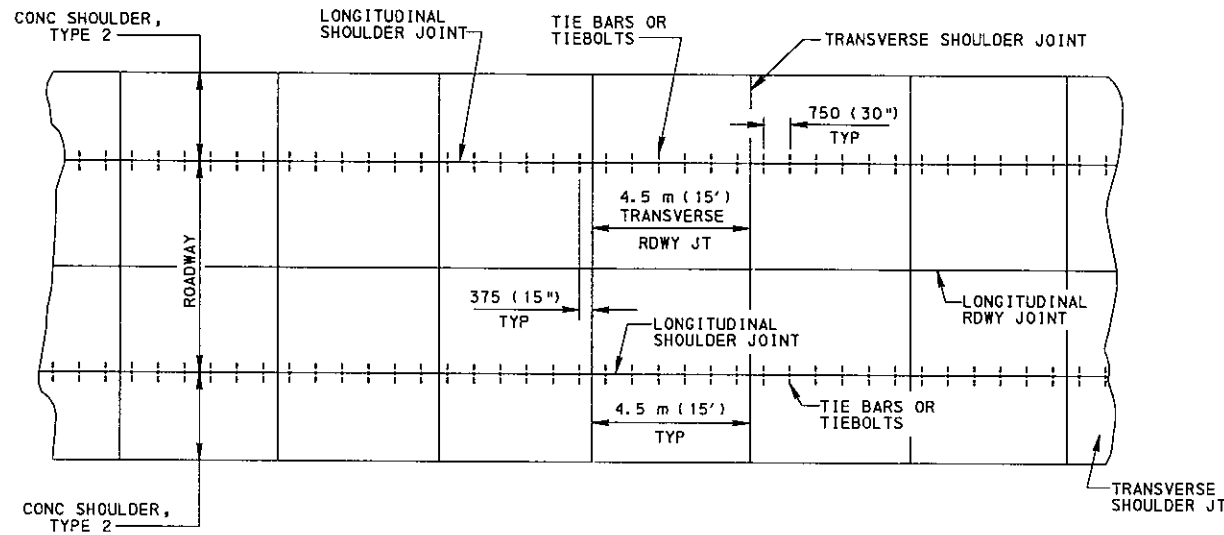 CONC SHOULDER,
TYPE 2
LONGITUDINAL
SHOULDER JOINT
TIE BARS OR
TIEBOLTS
TRANSVERSE SHOULDER JOINT
750 (30")
TYP
4.5 m (15')
TRANSVERSE
RDWY JT
ROADWAY
375 (15")
TYP
LONGITUDINAL
SHOULDER JOINT
LONGITUDINAL
RDWY JOINT
4.5 m (15')
TYP
TIE BARS OR
TIEBOLTS
CONC SHOULDER,
TYPE 2
TRANSVERSE
SHOULDER JT